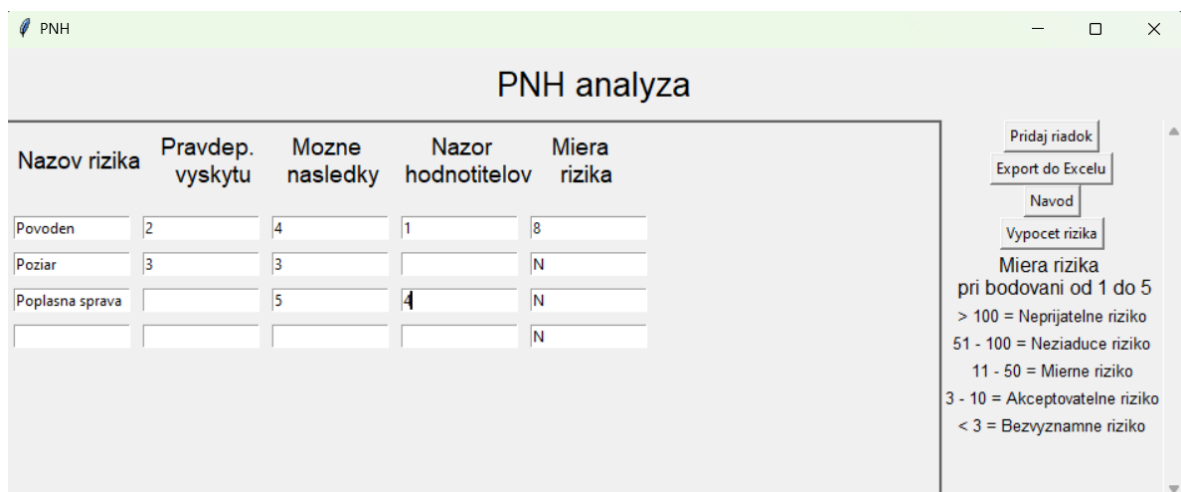 PNH
PNH analyza
Nazov rizika Pravdep. vyskytu Mozne nasledky Nazor hodnotitelov Miera rizika
Povoden 2 4 1 8
Poziar 3 3 N
Poplasna sprava 5 4 N
N
Pridaj riadok
Export do Excelu
Navod
Vypocet rizika
Miera rizika
pri bodovani od 1 do 5
> 100 = Neprijatelne riziko
51 - 100 = Neziaduce riziko
11 - 50 = Mierne riziko
3 - 10 = Akceptovatelne riziko
< 3 = Bezvyznamne riziko